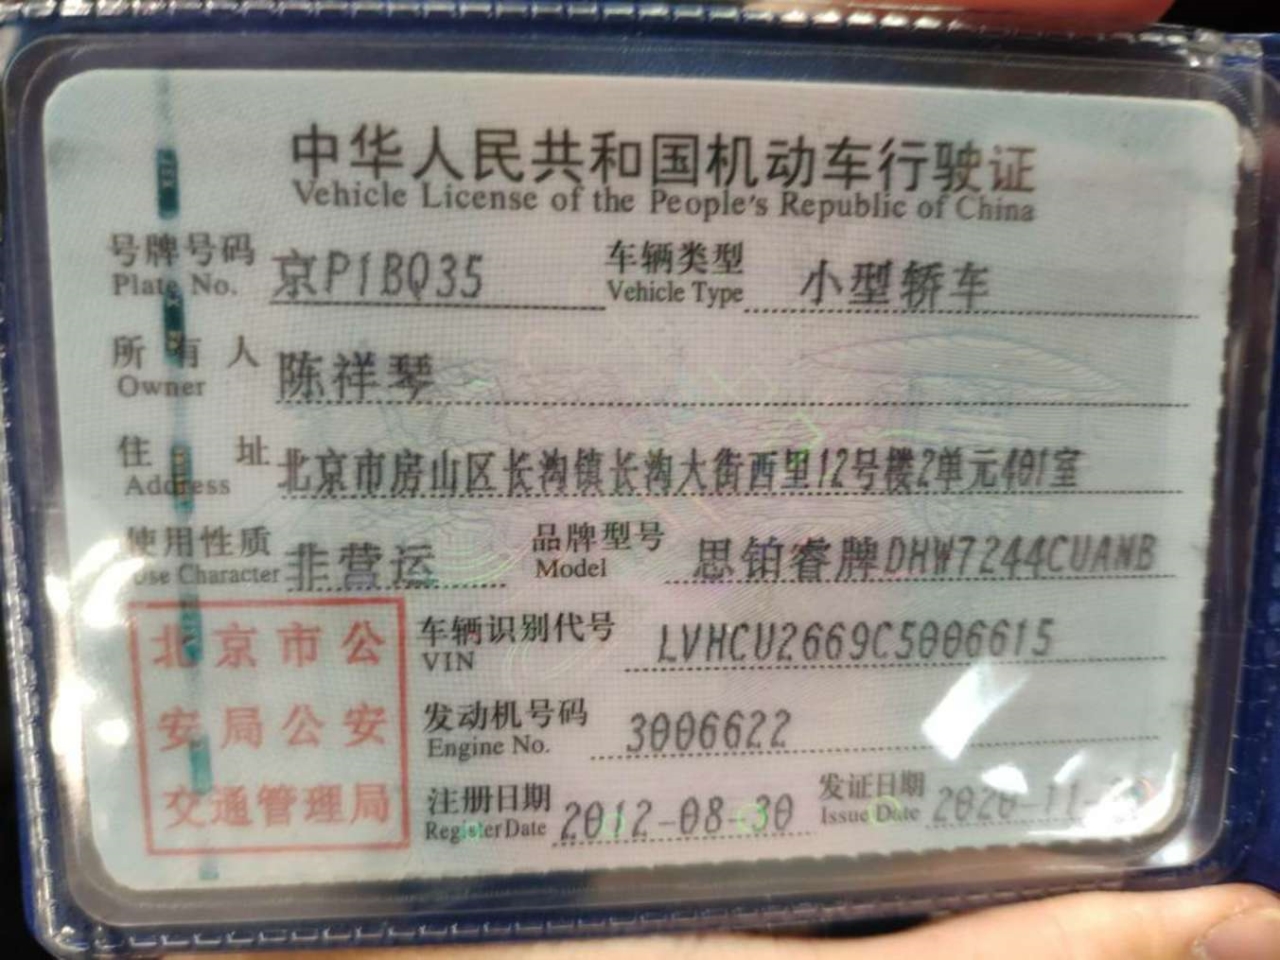 中华人民共和国机动车行驶证
Vehicle License of the People's Republic of China
号牌号码 京P1BQ35 车辆类型 小型轿车
Plate No. Vehicle Type
所有人 陈祥琴
Owner
住址 北京市房山区长沟镇长沟大街西里12号楼2单元401室
Address
使用性质 非营运 品牌型号 思铂睿牌DHW7244CUANB
Use Character Model
北京市公
安局公安
交通管理局
车辆识别代号 LVHCU2669C5006615
VIN
发动机号码 3006622
Engine No.
注册日期 2012-08-30 发证日期 2020-11-
Register Date Issue Date